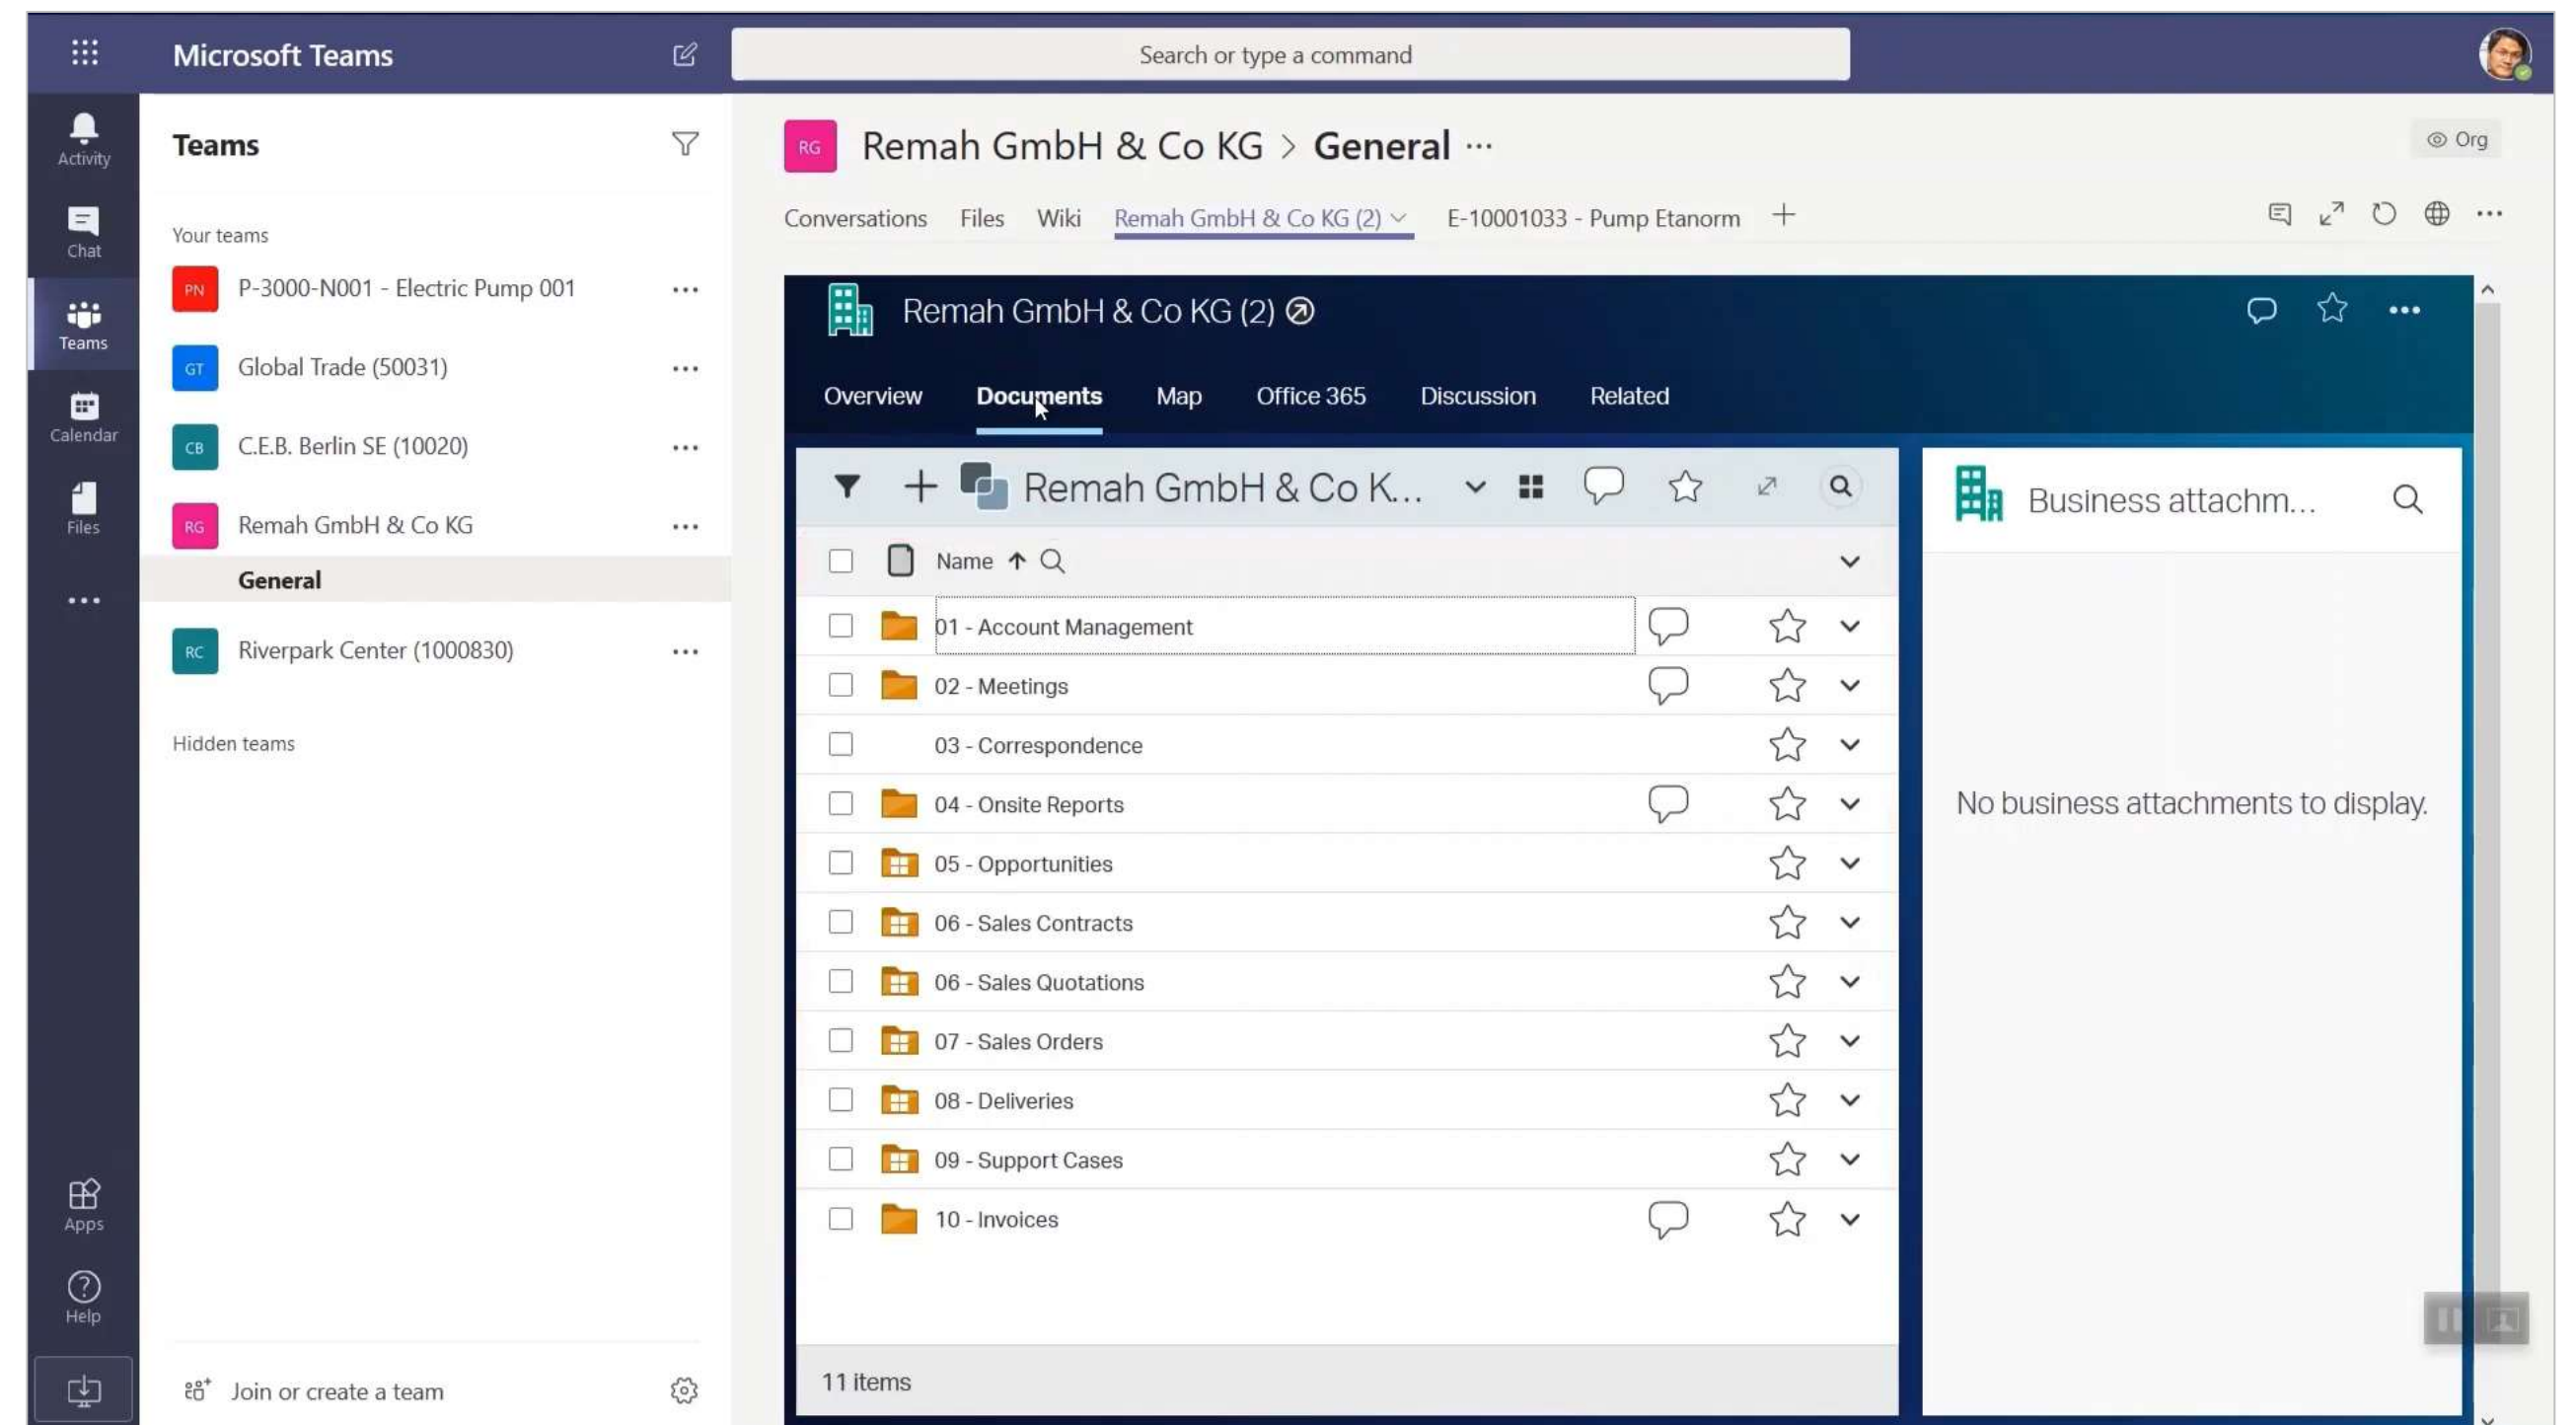 Microsoft Teams
Search or type a command
Activity
Chat
Teams
Calendar
Files
Apps
Help
Teams
Your teams
PN P-3000-N001 - Electric Pump 001
GT Global Trade (50031)
CB C.E.B. Berlin SE (10020)
RG Remah GmbH & Co KG
General
RC Riverpark Center (1000830)
Hidden teams
Join or create a team
RG Remah GmbH & Co KG > General ...
Org
Conversations Files Wiki Remah GmbH & Co KG (2) E-10001033 - Pump Etanorm
Remah GmbH & Co KG (2)
Overview Documents Map Office 365 Discussion Related
Remah GmbH & Co K...
Name
01 - Account Management
02 - Meetings
03 - Correspondence
04 - Onsite Reports
05 - Opportunities
06 - Sales Contracts
06 - Sales Quotations
07 - Sales Orders
08 - Deliveries
09 - Support Cases
10 - Invoices
11 items
Business attachm...
No business attachments to display.